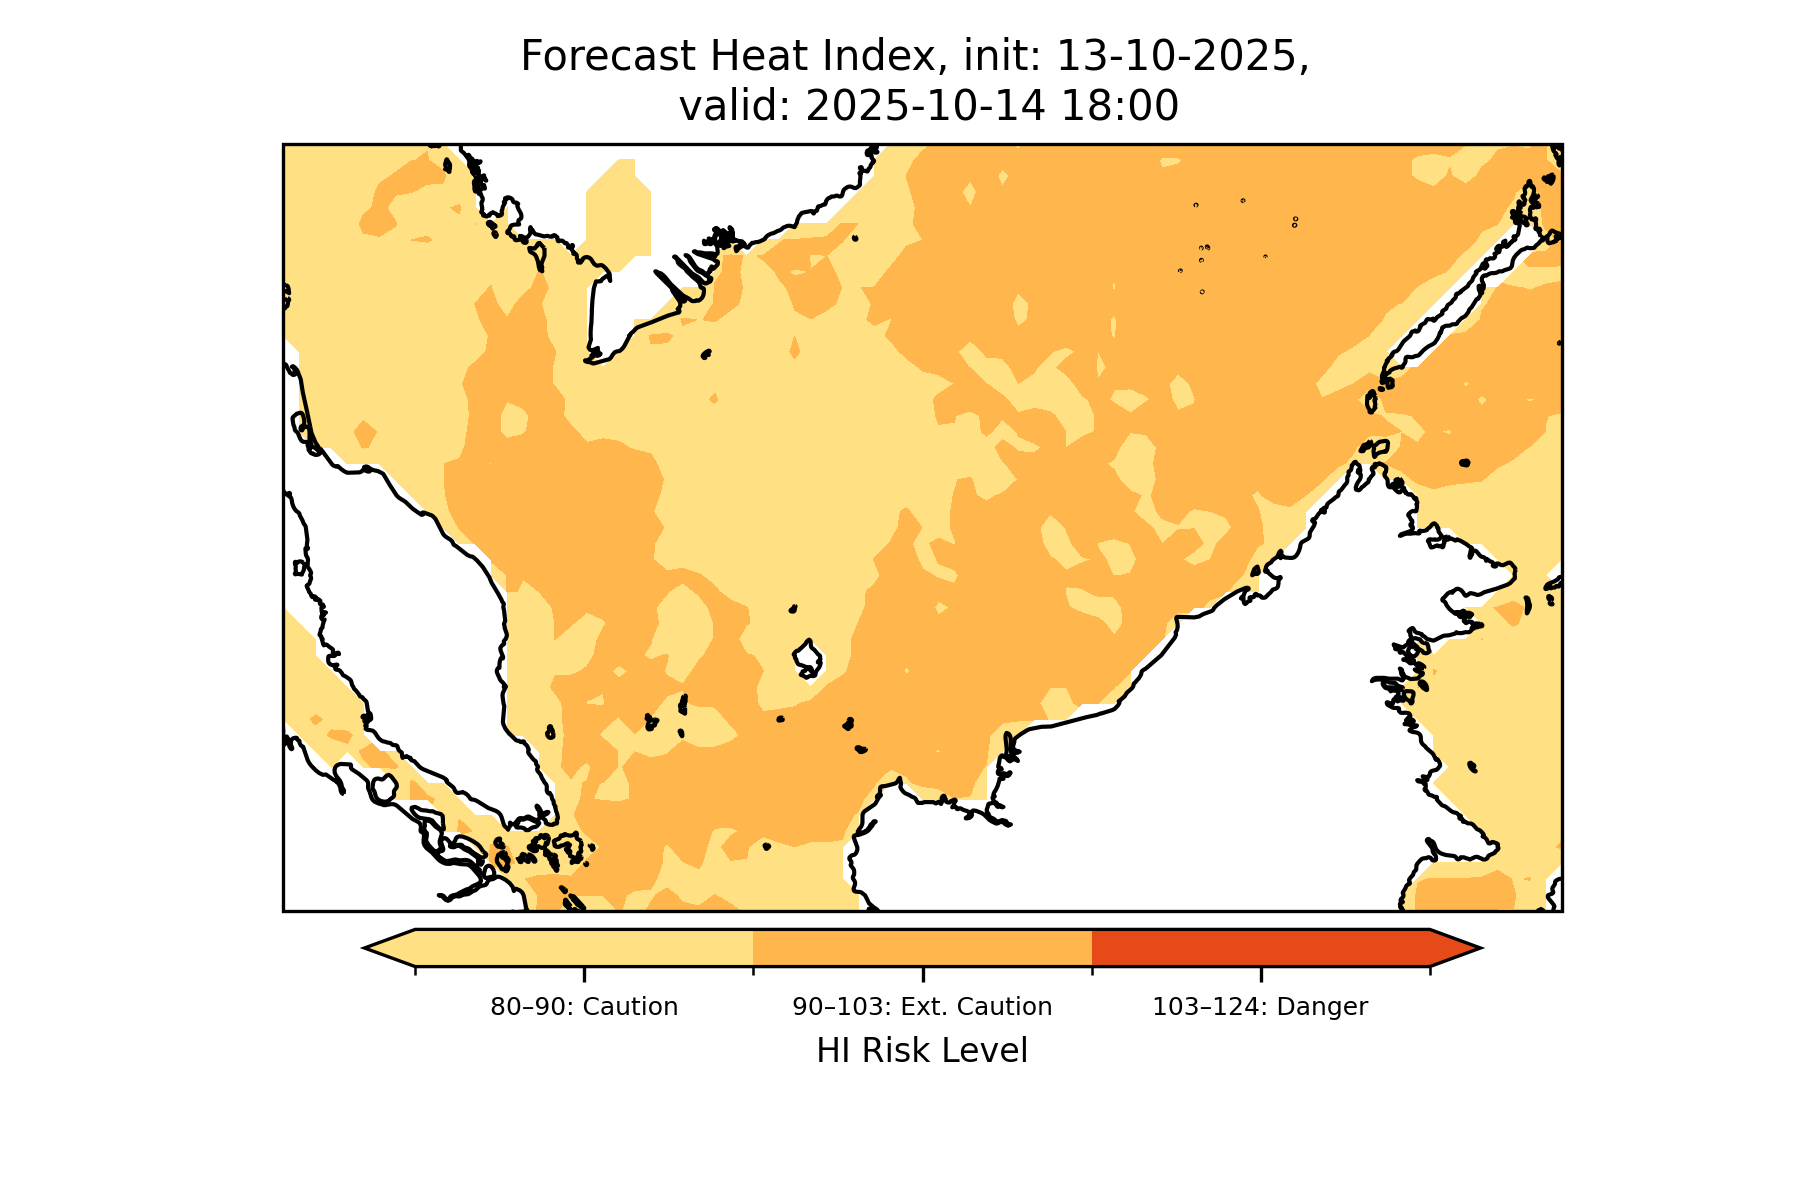 Forecast Heat Index, init: 13-10-2025,
valid: 2025-10-14 18:00
80–90: Caution
90–103: Ext. Caution
103–124: Danger
HI Risk Level